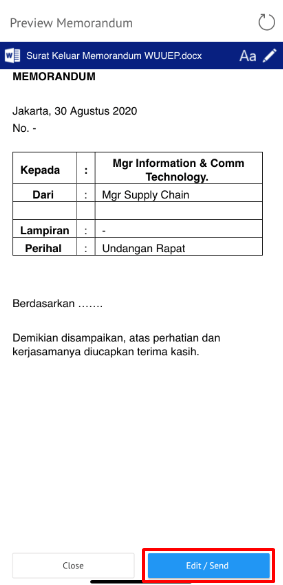 Preview Memorandum
Surat Keluar Memorandum WUUEP.docx
Aa
MEMORANDUM
Jakarta, 30 Agustus 2020
No. -
Kepada : Mgr Information & Comm
Technology.
Dari : Mgr Supply Chain
Lampiran : -
Perihal : Undangan Rapat
Berdasarkan …….
Demikian disampaikan, atas perhatian dan
kerjasamanya diucapkan terima kasih.
Close
Edit / Send